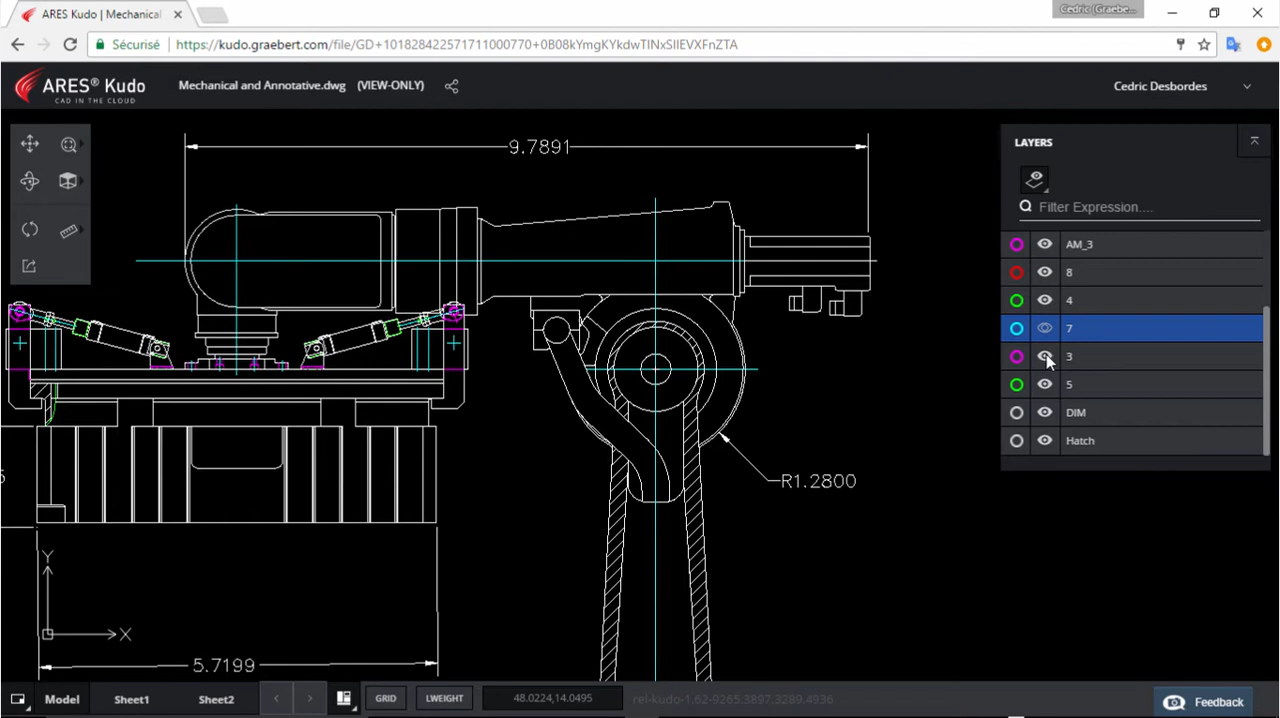 ARES Kudo | Mechanical
Cedric (Graebe...
Sécurisé
https://kudo.graebert.com/file/GD+101828422571711000770+0B08kYmgKYkdwTlNxSllEVXFnZTA
ARES® Kudo
CAD IN THE CLOUD
Mechanical and Annotative.dwg (VIEW-ONLY)
Cedric Desbordes
LAYERS
Filter Expression....
AM_3
8
4
7
3
5
DIM
Hatch
9.7891
R1.2800
5.7199
Y
X
Model
Sheet1
Sheet2
GRID
LWEIGHT
48.0224,14.0495
rel-kudo-1.62-9265,3897,3289,4936
Feedback